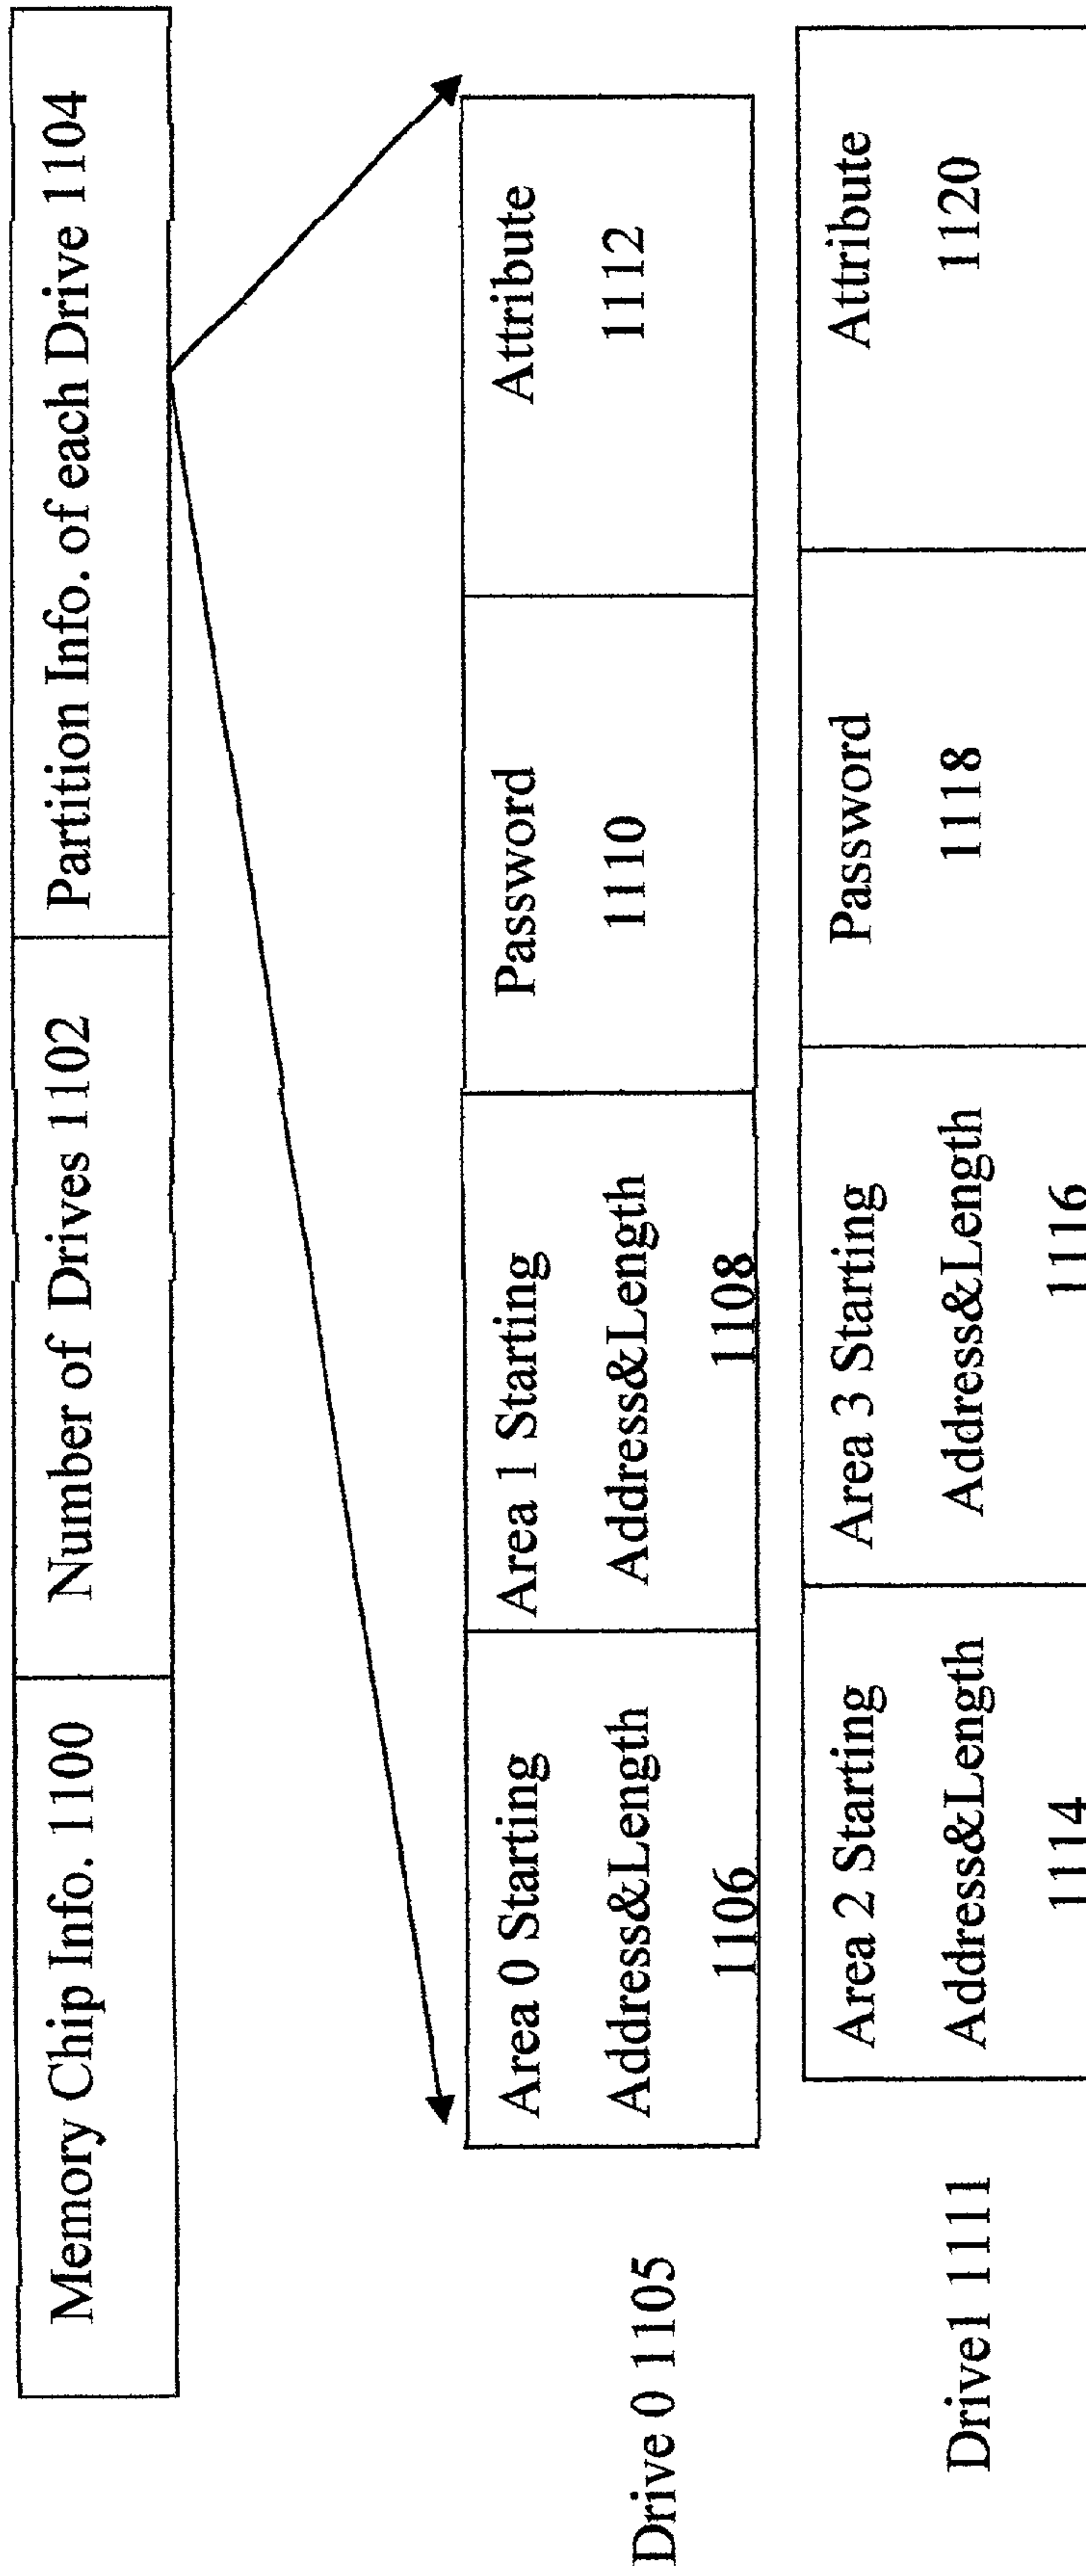 Memory Chip Info. 1100
Number of Drives 1102
Partition Info. of each Drive 1104
Drive 0 1105
Area 0 Starting
Address&Length
1106
Area 1 Starting
Address&Length
1108
Password
1110
Attribute
1112
Drive1 1111
Area 2 Starting
Address&Length
1114
Area 3 Starting
Address&Length
1116
Password
1118
Attribute
1120